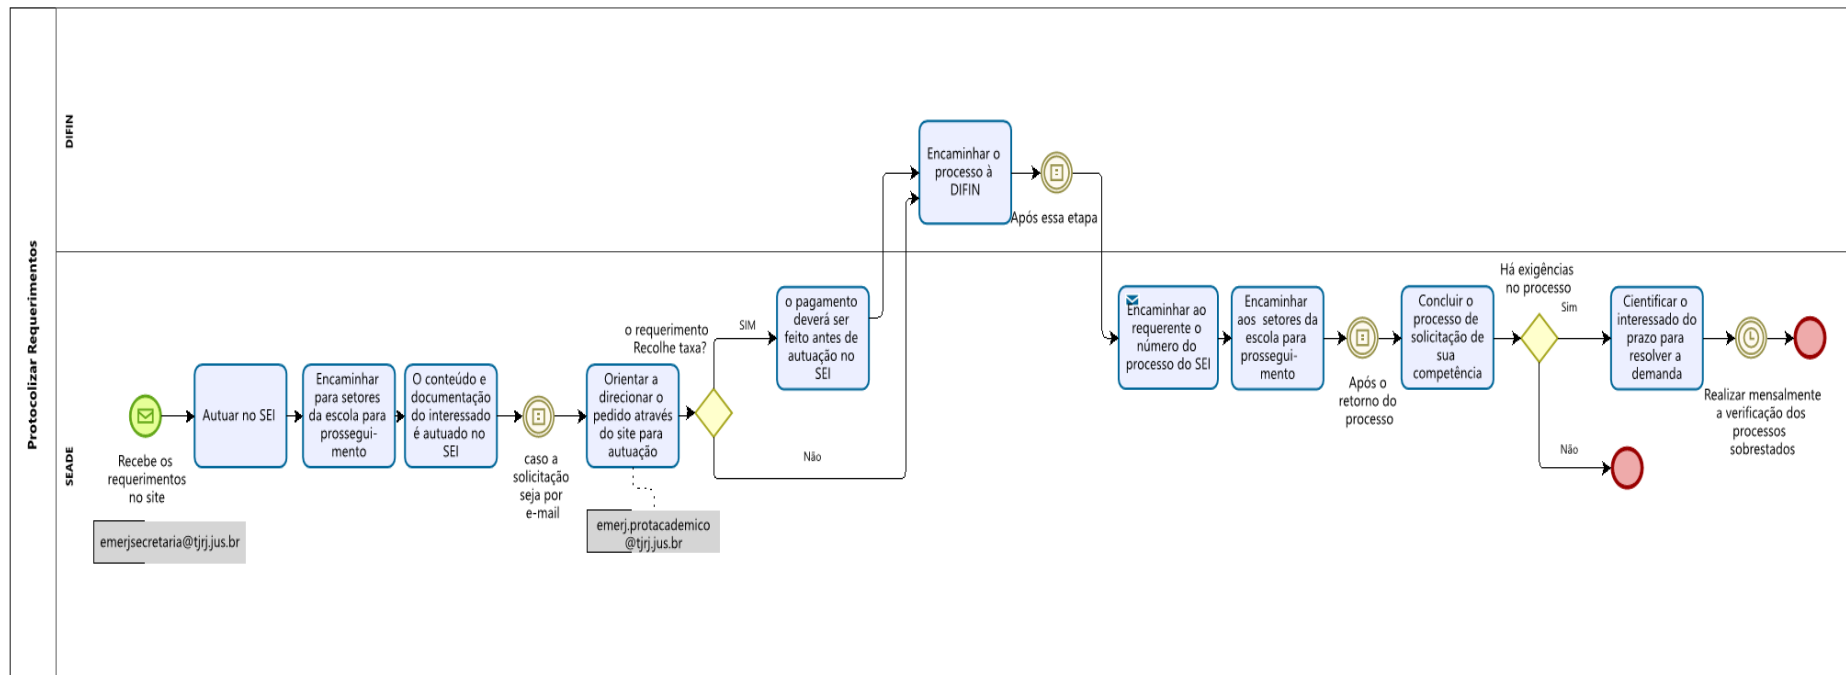 Protocolizar Requerimentos
DIFIN
SEADE
Recebe os
requerimentos
no site
emerjsecretaria@tjrj.jus.br
Autuar no SEI
Encaminhar
para setores
da escola para
prossegui-
mento
O conteúdo e
documentação
do interessado
é autuado no
SEI
caso a
solicitação
seja por
e-mail
Orientar a
direcionar o
pedido através
do site para
autuação
emerj.protacademico
@tjrj.jus.br
o requerimento
Recolhe taxa?
SIM
Não
o pagamento
deverá ser
feito antes de
autuação no
SEI
Encaminhar o
processo à
DIFIN
Após essa etapa
Encaminhar ao
requerente o
número do
processo do SEI
Encaminhar
aos setores da
escola para
prossegui-
mento
Após o
retorno do
processo
Concluir o
processo de
solicitação de
sua
competência
Há exigências
no processo
Sim
Não
Cientificar o
interessado do
prazo para
resolver a
demanda
Realizar mensalmente
a verificação dos
processos
sobrestados